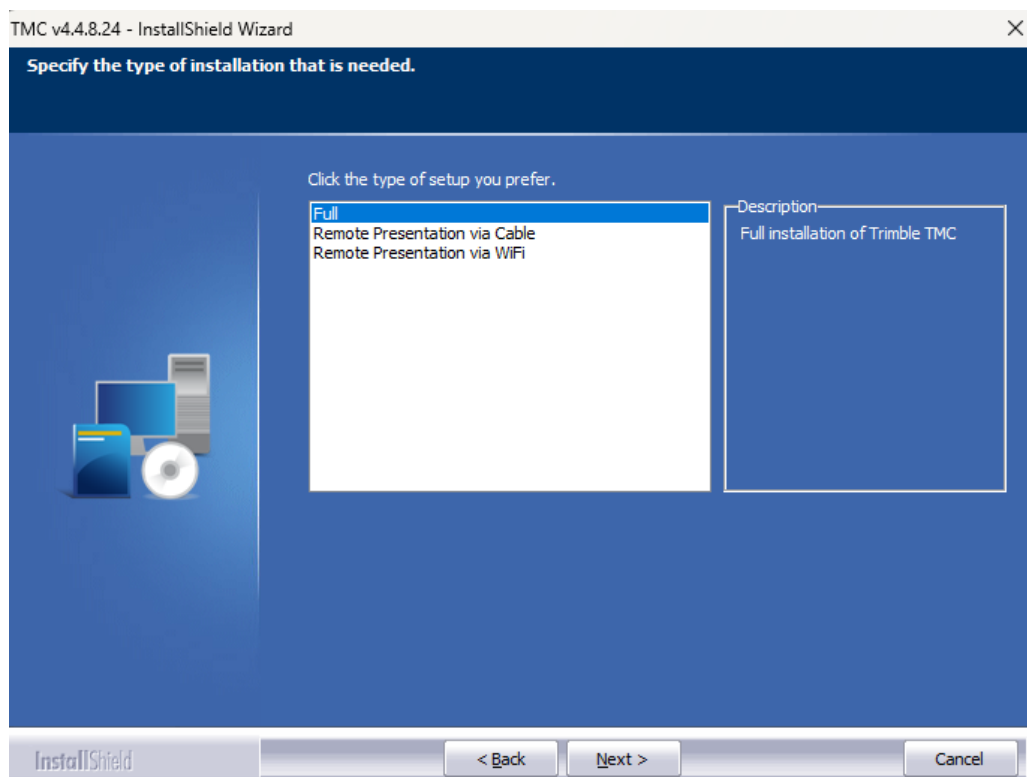 TMC v4.4.8.24 - InstallShield Wizard
Specify the type of installation that is needed.
Click the type of setup you prefer.
Full
Remote Presentation via Cable
Remote Presentation via WiFi
Description
Full installation of Trimble TMC
InstallShield
< Back
Next >
Cancel